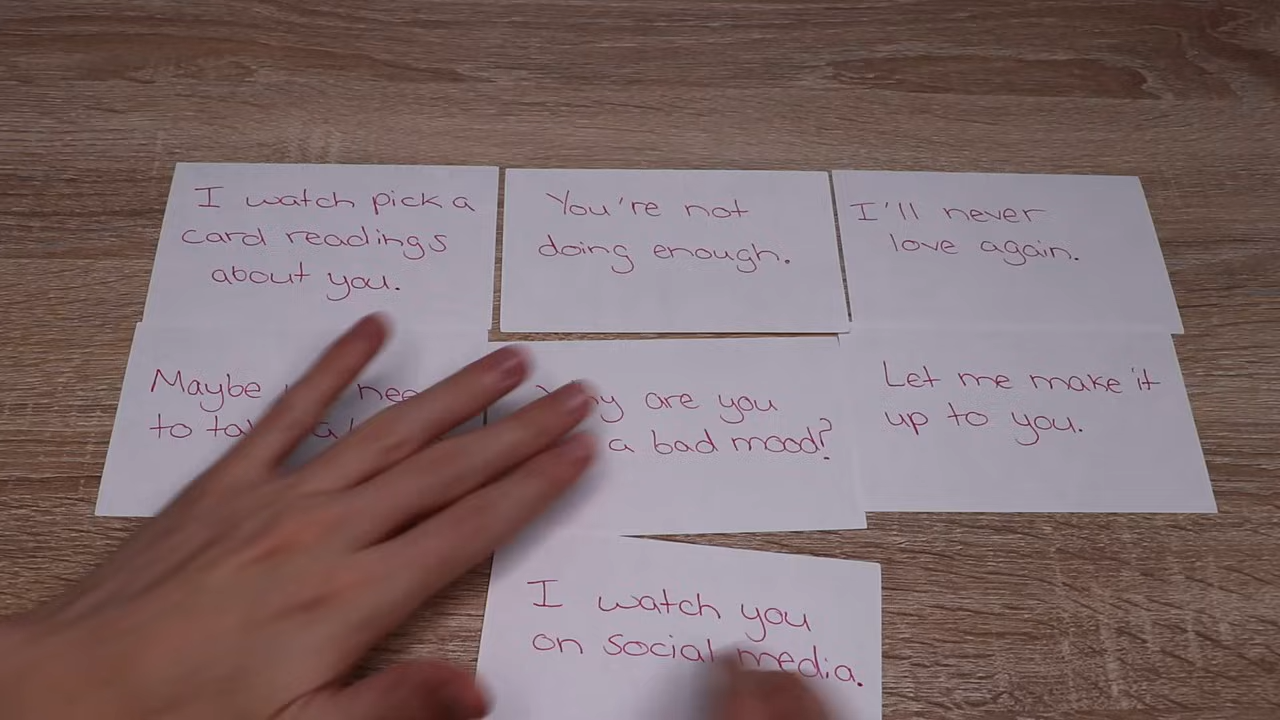 I watch pick a
card readings
about you.
You're not
doing enough.
I'll never
love again.
Maybe
to
Why are you
a bad mood?
Let me make it
up to you.
I watch you
on social media.